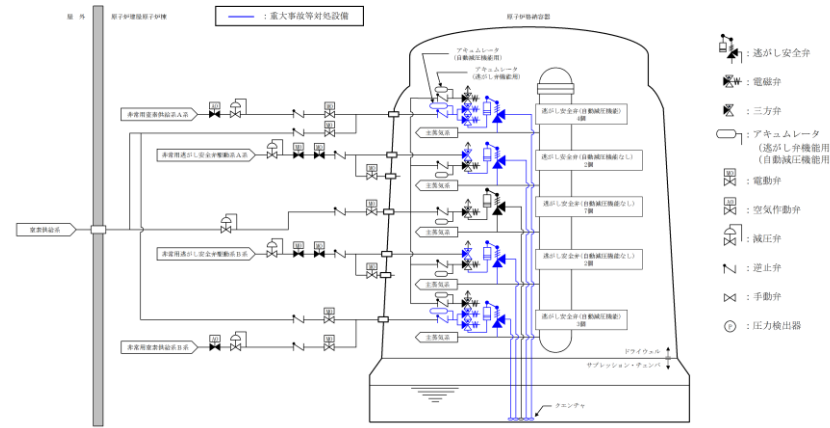 屋 外
原子炉建屋原子炉棟
：重大事故等対処設備
原子炉格納容器
アキュムレータ
(自動減圧機能用)
アキュムレータ
(逃がし弁機能用)
非常用窒素供給系A系
非常用逃がし安全弁駆動系A系
窒素供給系
非常用逃がし安全弁駆動系B系
非常用窒素供給系B系
主蒸気系
逃がし安全弁(自動減圧機能)
4個
主蒸気系
逃がし安全弁(自動減圧機能なし)
2個
主蒸気系
逃がし安全弁(自動減圧機能なし)
7個
主蒸気系
逃がし安全弁(自動減圧機能なし)
2個
主蒸気系
逃がし安全弁(自動減圧機能)
3個
ドライウェル
サプレッション・チェンバ
クエンチャ
：逃がし安全弁
：電磁弁
：三方弁
：アキュムレータ
(逃がし弁機能用
(自動減圧機能用
MO
：電動弁
AO
：空気作動弁
：減圧弁
：逆止弁
：手動弁
P
：圧力検出器